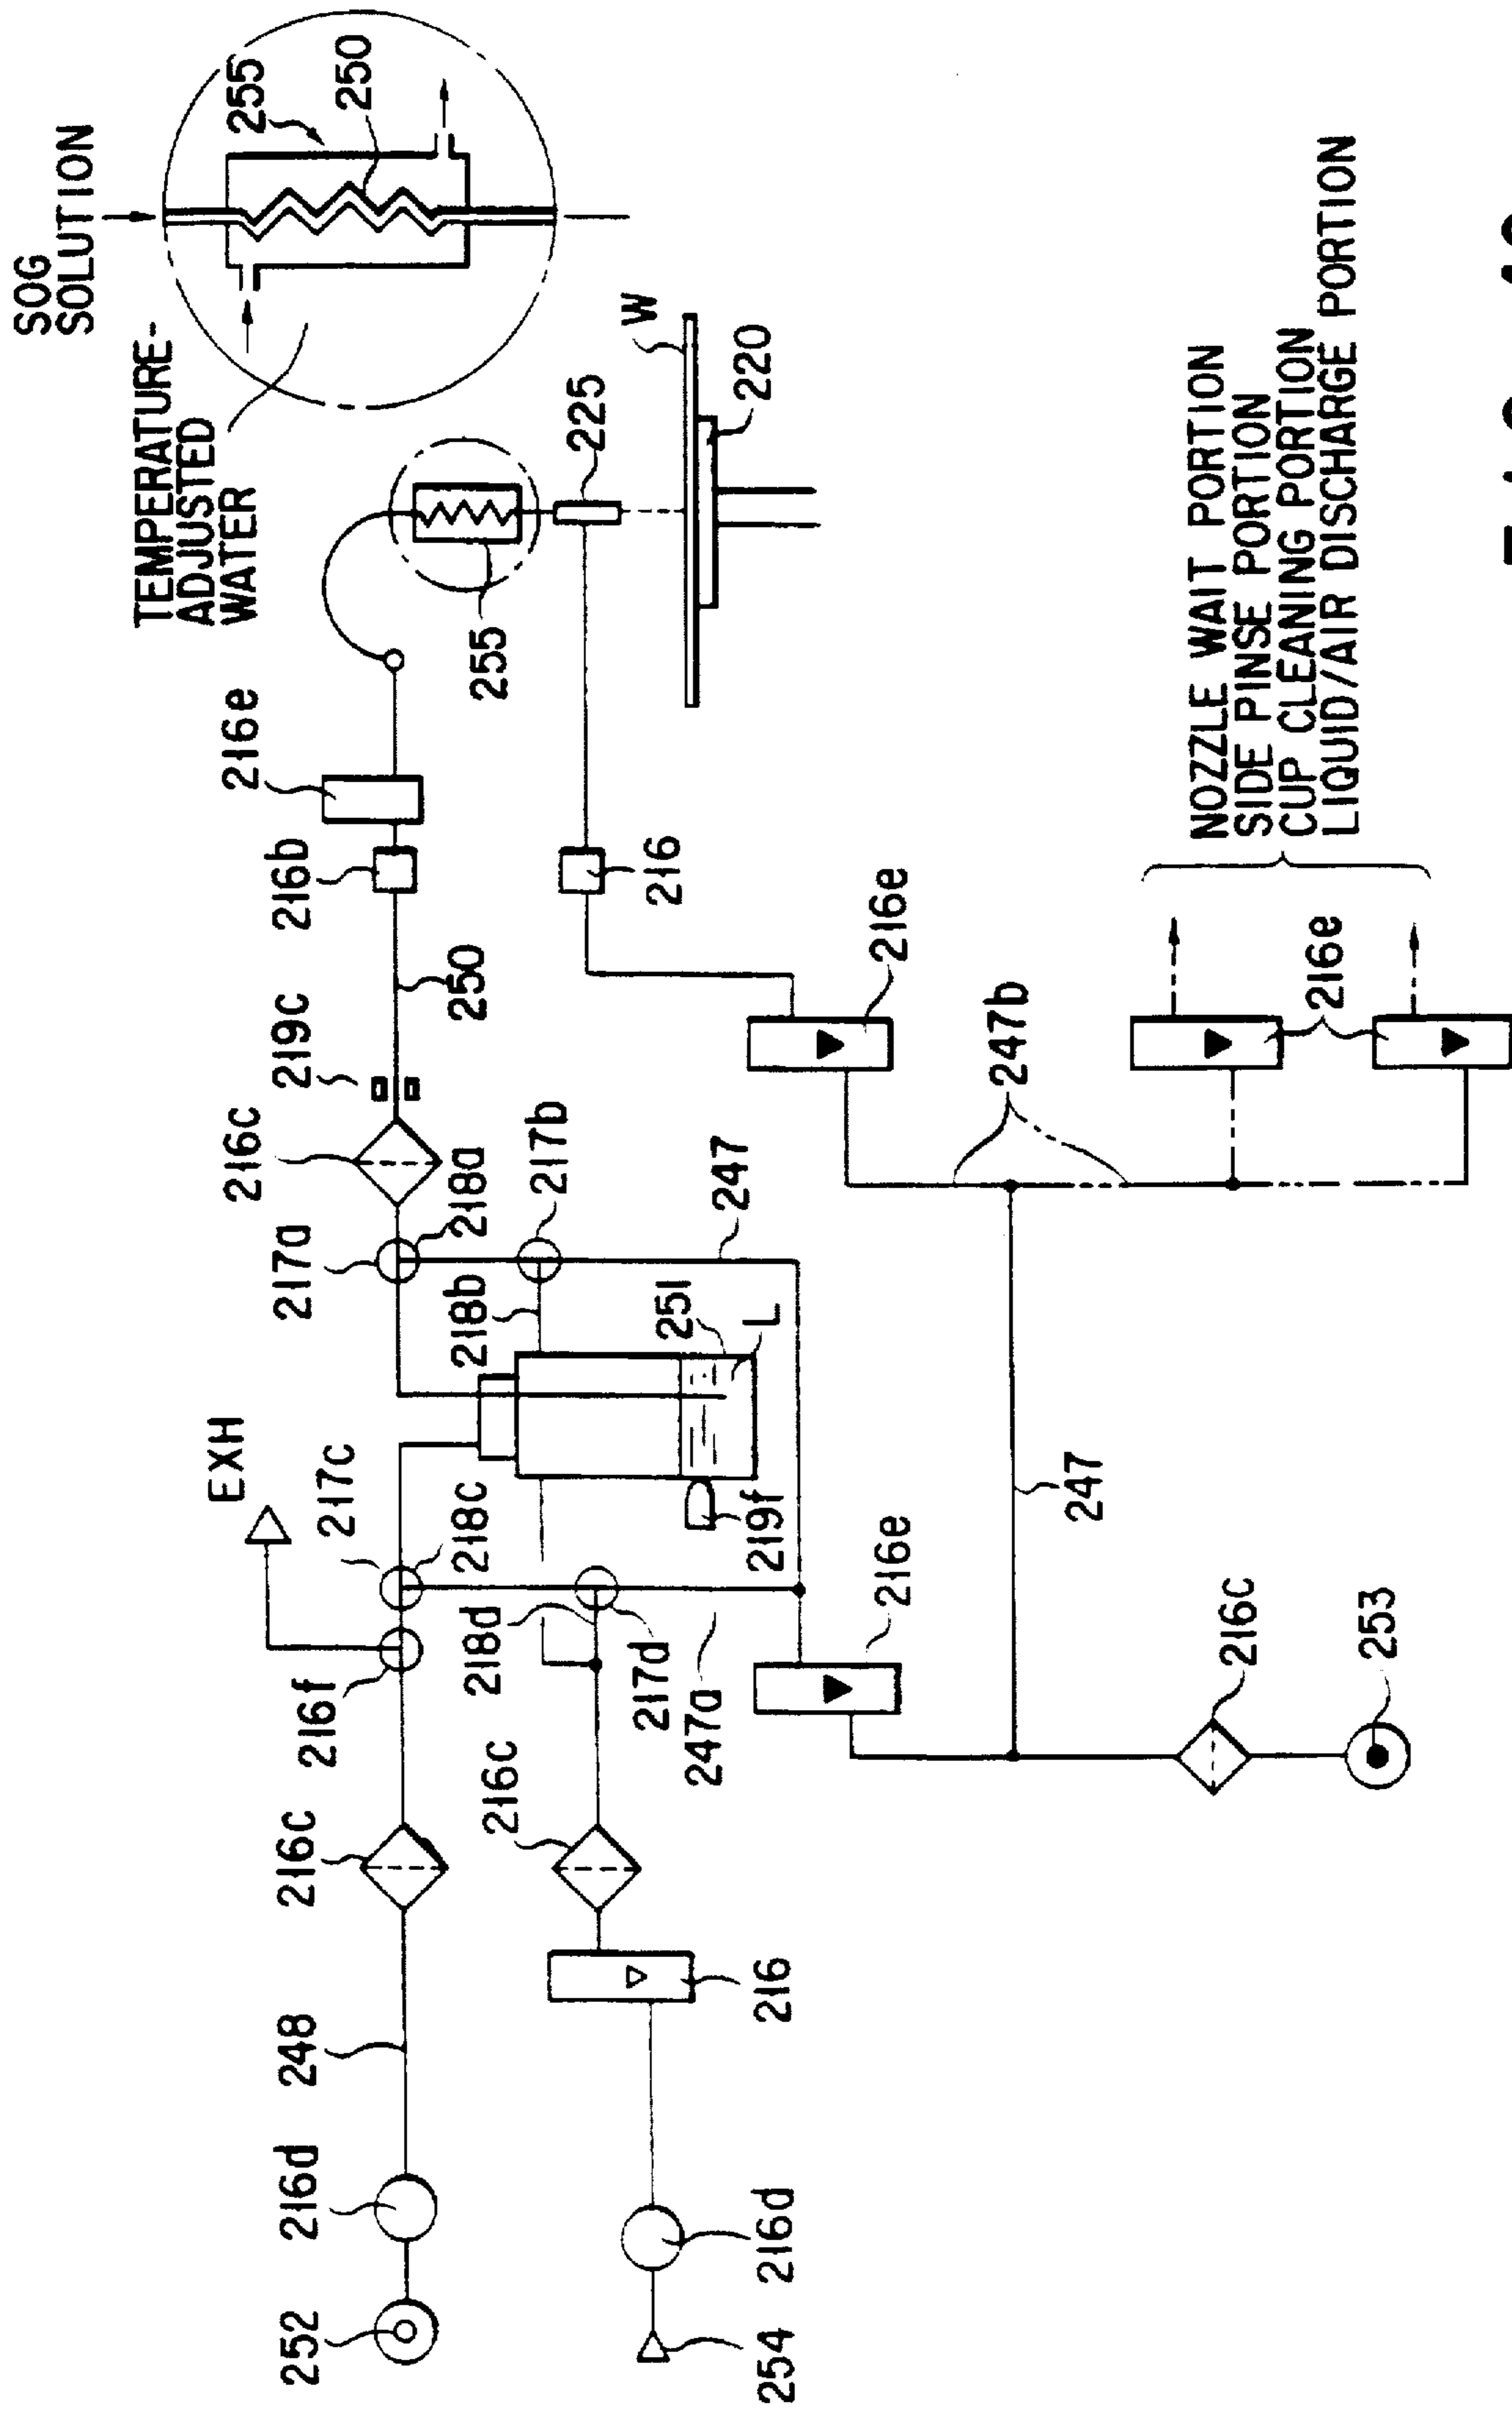 SOG
SOLUTION
TEMPERATURE-
ADJUSTED
WATER
255
250
216e
216b
219c
250
216c
217a
218a
217b
218b
251
L
247
EXH
217c
218c
219f
216f
218d
217d
247a
216e
216c
216c
248
216
216d
216d
252
254
255
225
W
220
216
216e
247b
216e
247
216c
253
NOZZLE WAIT PORTION
SIDE PINSE PORTION
CUP CLEANING PORTION
LIQUID/AIR DISCHARGE PORTION